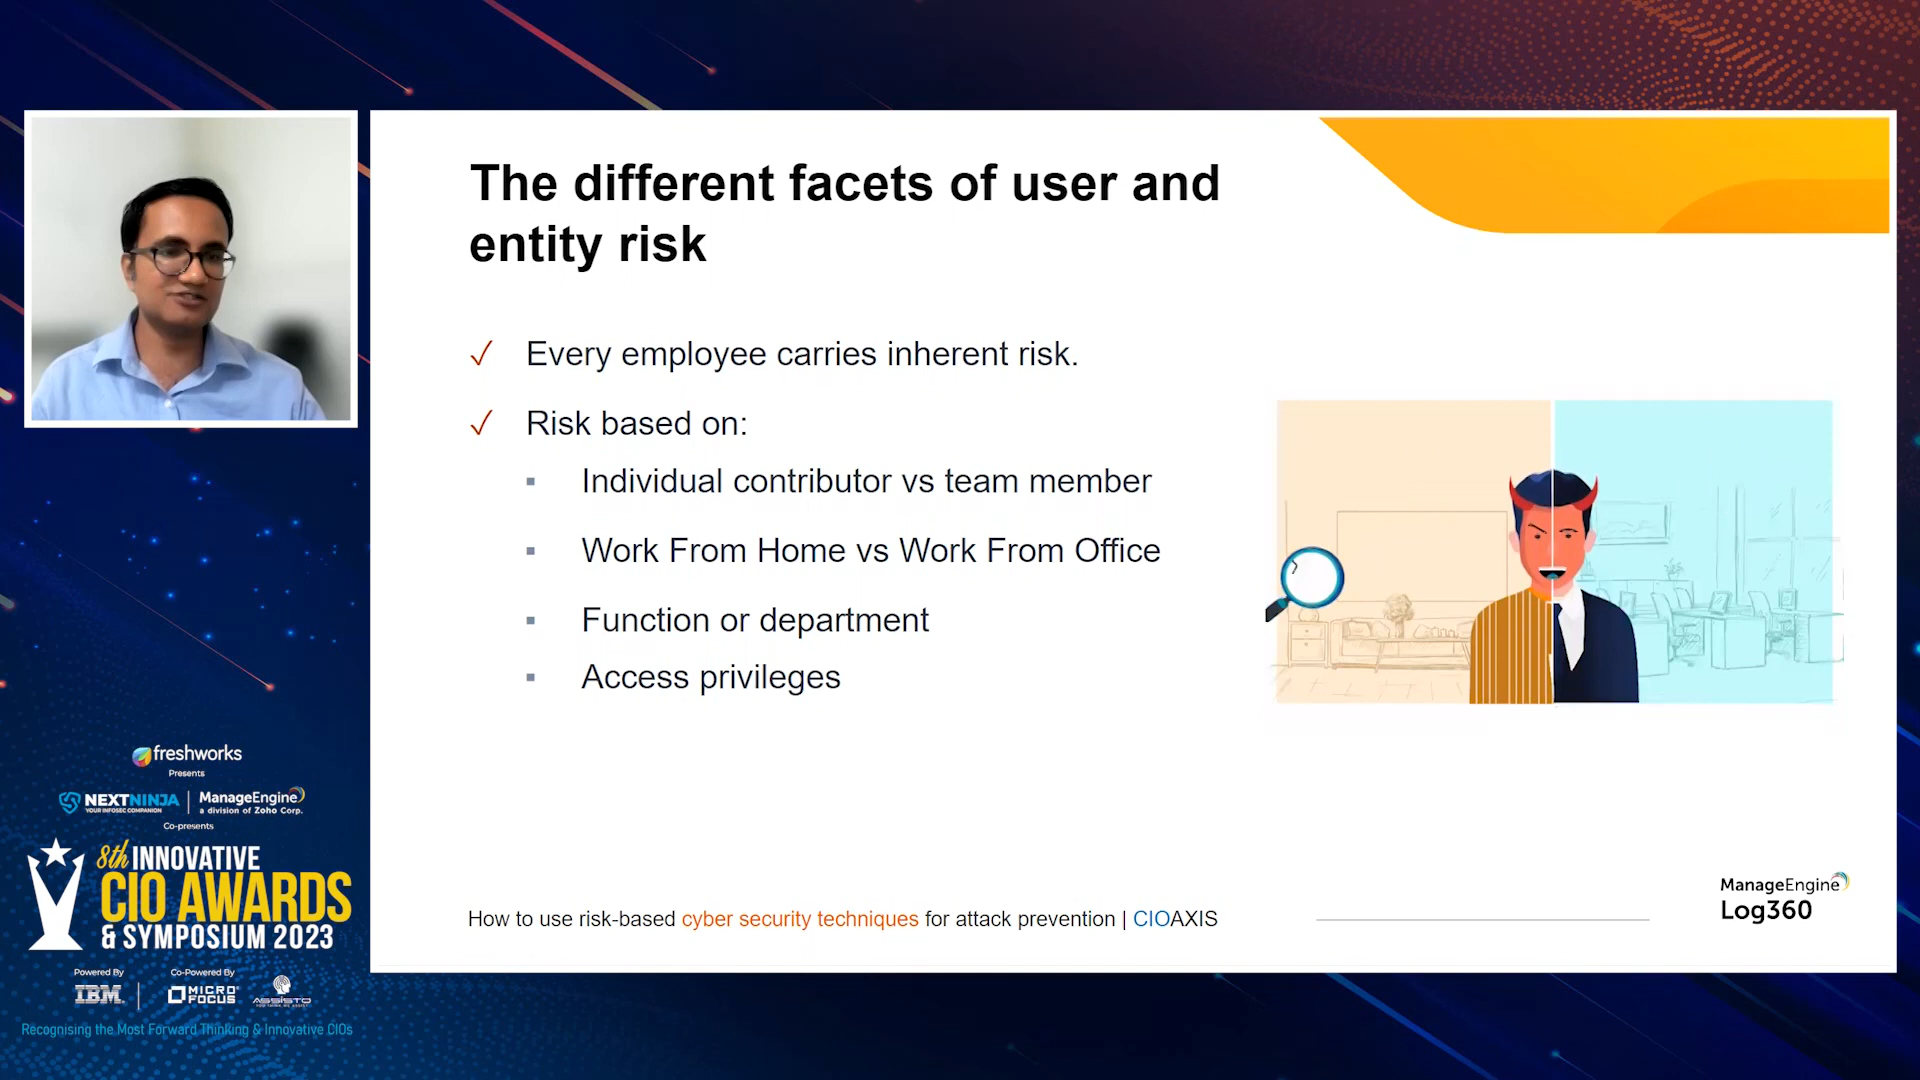 The different facets of user and
entity risk
Every employee carries inherent risk.
Risk based on:
Individual contributor vs team member
Work From Home vs Work From Office
Function or department
Access privileges
How to use risk-based cyber security techniques for attack prevention | CIOAXIS
ManageEngine
Log360
freshworks
Presents
NEXTNINJA
YOUR INFOSEC COMPANION
ManageEngine
a division of Zoho Corp.
Co-presents
8th INNOVATIVE
CIO AWARDS
& SYMPOSIUM 2023
Powered By
IBM
Co-Powered By
MICRO
FOCUS
ASSISTO
Recognising the Most Forward Thinking & Innovative CIOs